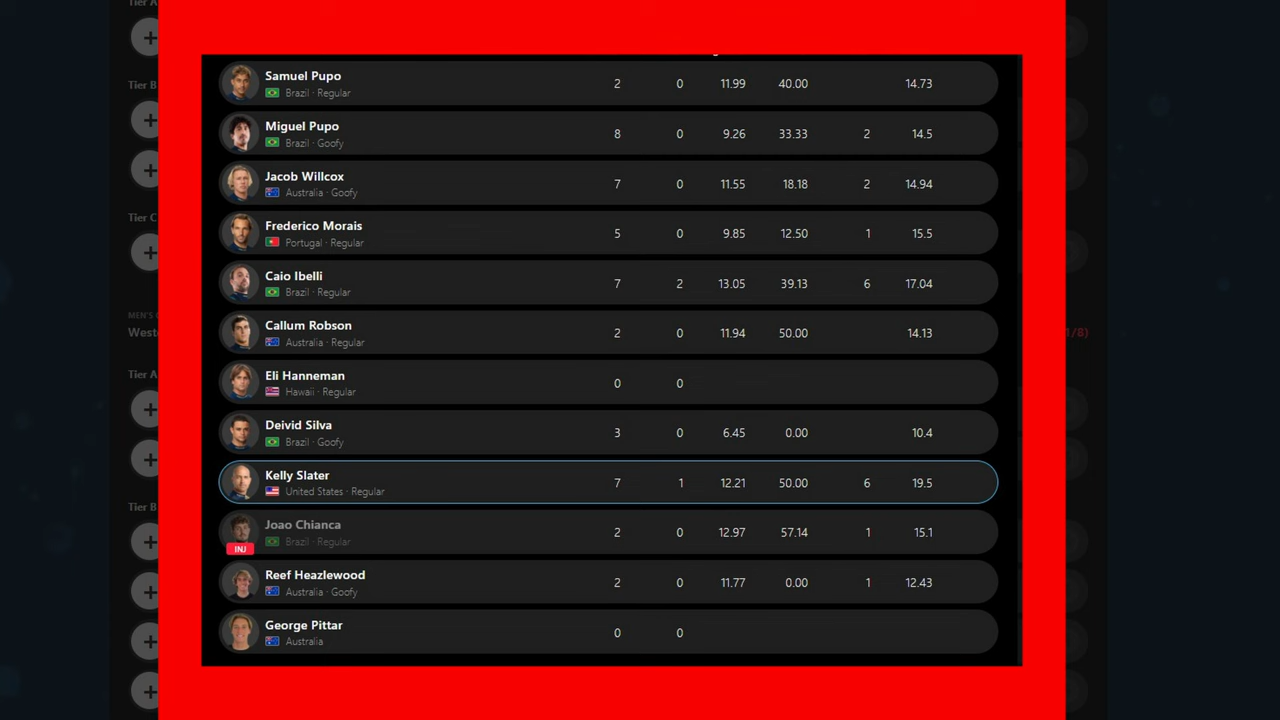 Tier A
Samuel Pupo 2 0 11.99 40.00 14.73
Brazil · Regular
Tier B
Miguel Pupo 8 0 9.26 33.33 2 14.5
Brazil · Goofy
Jacob Willcox 7 0 11.55 18.18 2 14.94
Australia · Goofy
Tier C
Frederico Morais 5 0 9.85 12.50 1 15.5
Portugal · Regular
Caio Ibelli 7 2 13.05 39.13 6 17.04
Brazil · Regular
MEN'S
Callum Robson 2 0 11.94 50.00 14.13
Australia · Regular
/8)
Tier A
Eli Hanneman 0 0
Hawaii · Regular
Deivid Silva 3 0 6.45 0.00 10.4
Brazil · Goofy
Kelly Slater 7 1 12.21 50.00 6 19.5
United States · Regular
Tier B
Joao Chianca 2 0 12.97 57.14 1 15.1
Brazil · Regular
INJ
Reef Heazlewood 2 0 11.77 0.00 1 12.43
Australia · Goofy
George Pittar 0 0
Australia